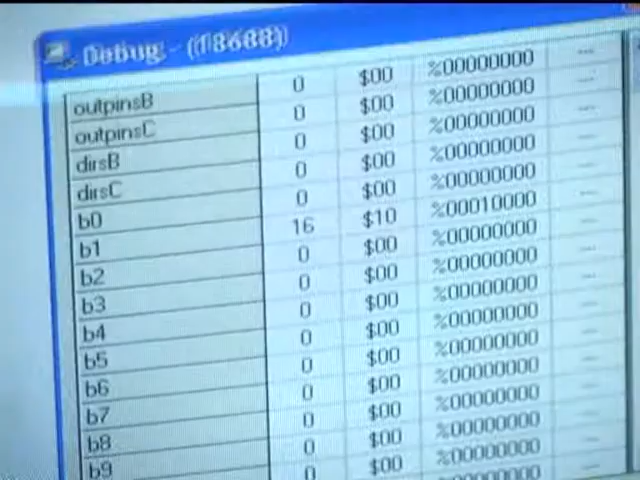 Debug -
outpinsB 0 $00 %00000000 ...
outpinsC 0 $00 %00000000 ...
dirsB 0 $00 %00000000 ...
dirsC 0 $00 %00000000 ...
b0 0 $00 %00000000 ...
b1 16 $10 %00010000 ...
b2 0 $00 %00000000 ...
b3 0 $00 %00000000 ...
b4 0 $00 %00000000 ...
b5 0 $00 %00000000 ...
b6 0 $00 %00000000 ...
b7 0 $00 %00000000 ...
b8 0 $00 %00000000 ...
b9 0 $00 %00000000 ...
0 $00 %00000000 ...